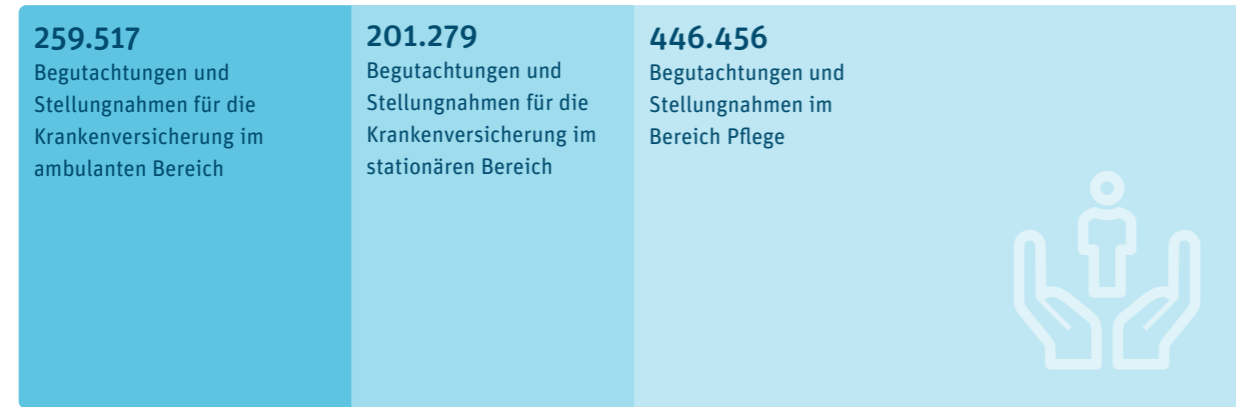 259.517
Begutachtungen und
Stellungnahmen für die
Krankenversicherung im
ambulanten Bereich
201.279
Begutachtungen und
Stellungnahmen für die
Krankenversicherung im
stationären Bereich
446.456
Begutachtungen und
Stellungnahmen im
Bereich Pflege